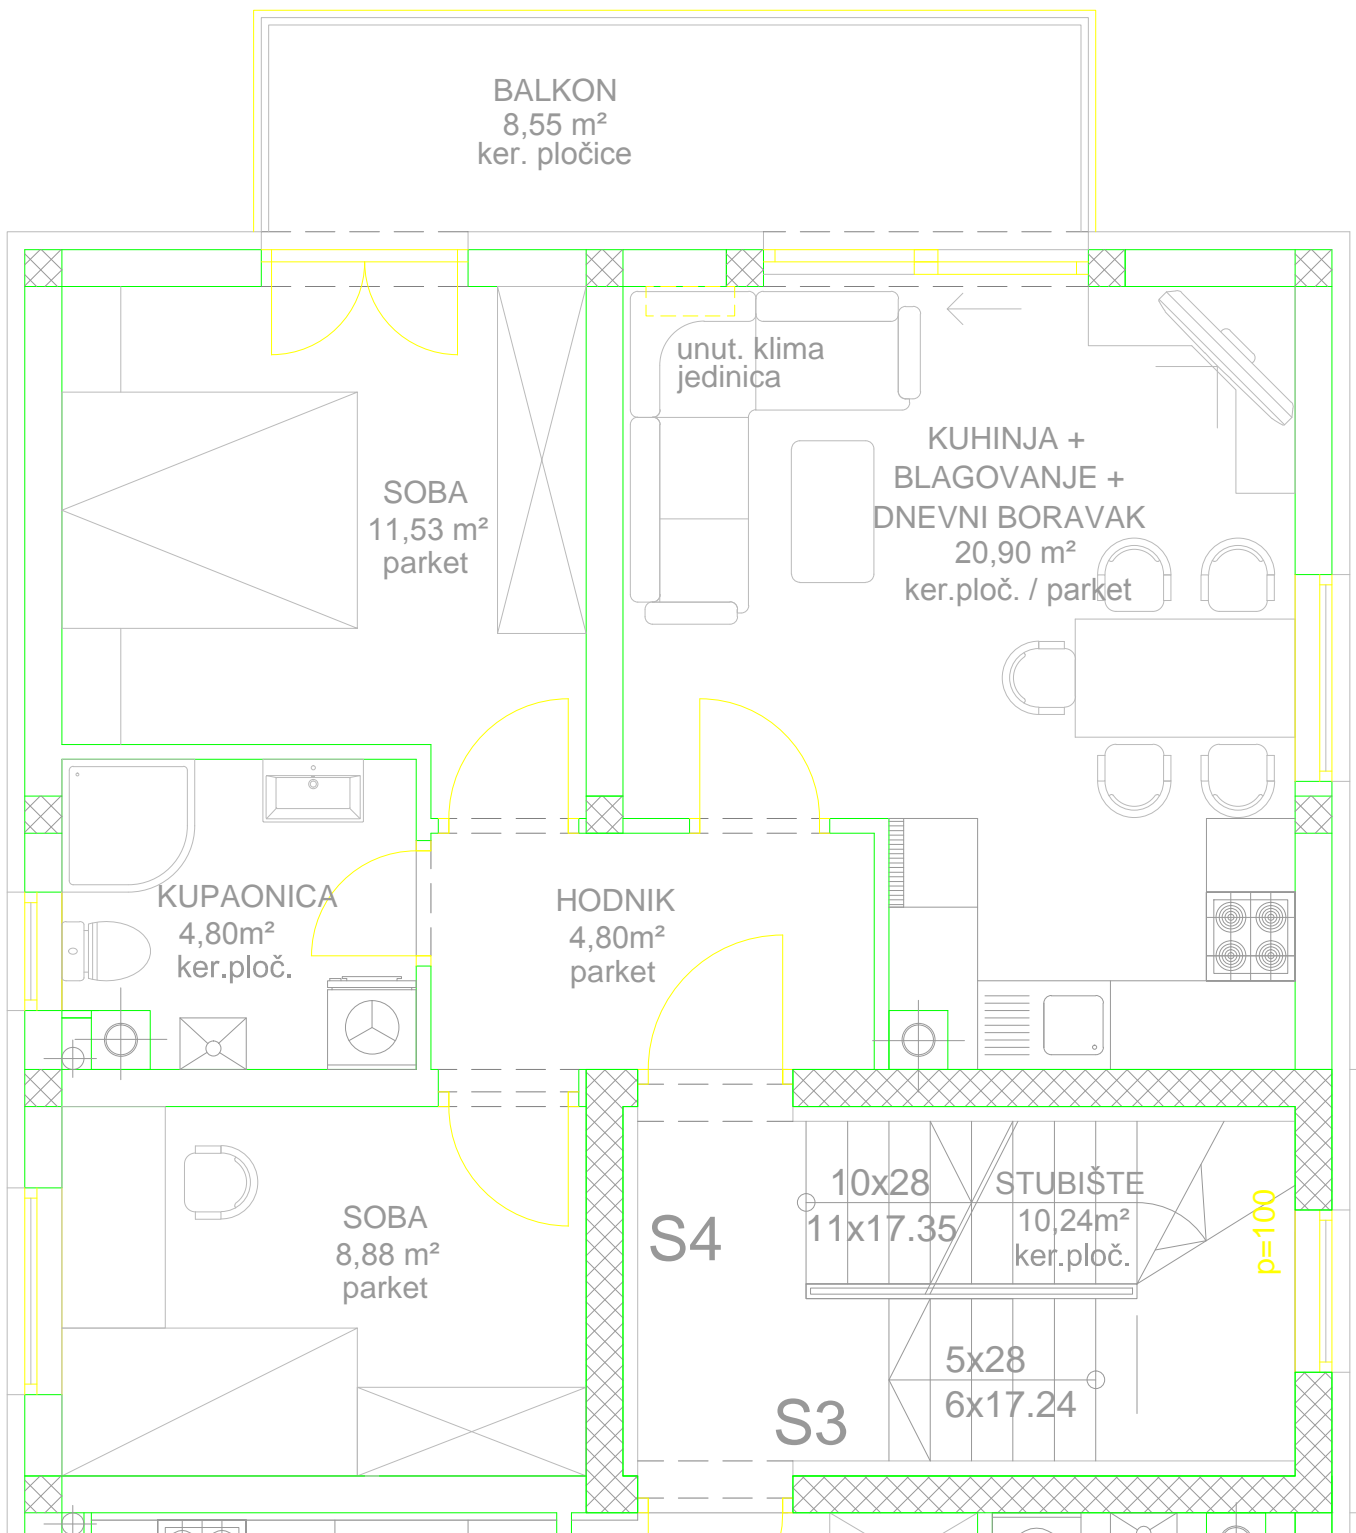 BALKON
8,55 m²
ker. pločice
unut. klima
jedinica
KUHINJA +
BLAGOVANJE +
DNEVNI BORAVAK
20,90 m²
ker.ploč. / parket
SOBA
11,53 m²
parket
KUPAONICA
4,80m²
ker.ploč.
HODNIK
4,80m²
parket
SOBA
8,88 m²
parket
S4
10x28
11x17.35
STUBIŠTE
10,24m²
ker.ploč.
p=100
5x28
6x17.24
S3